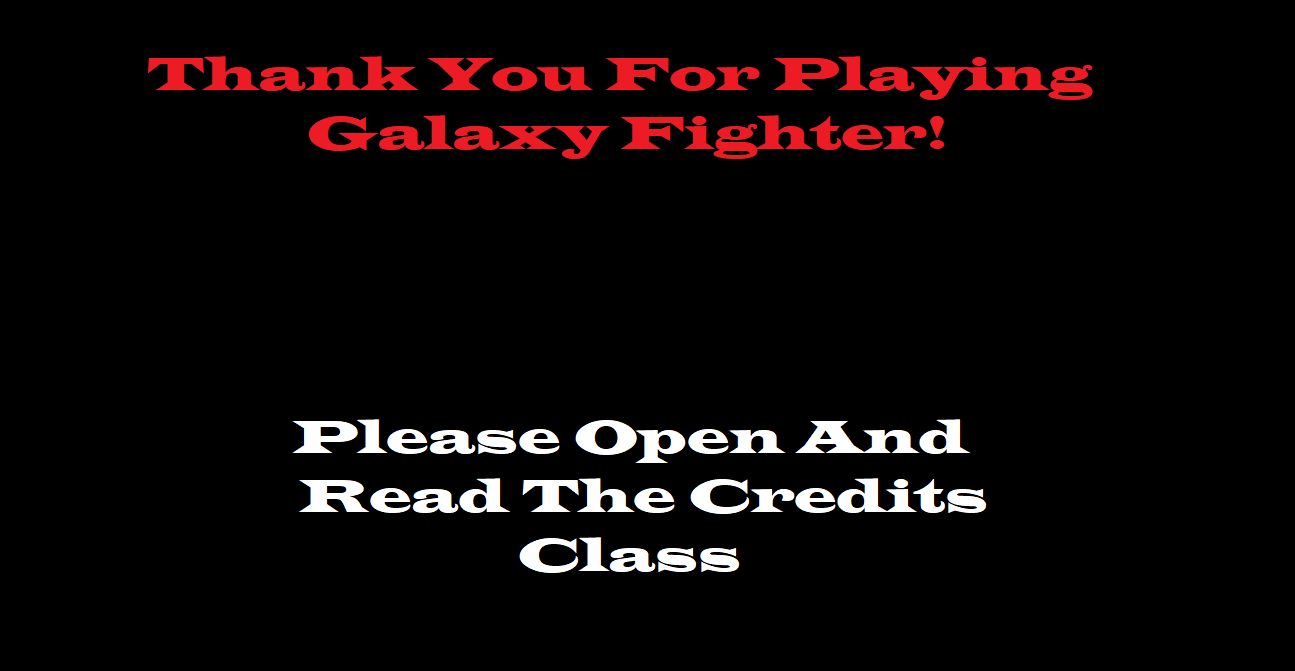 Thank You For Playing
Galaxy Fighter!
Please Open And
Read The Credits
Class